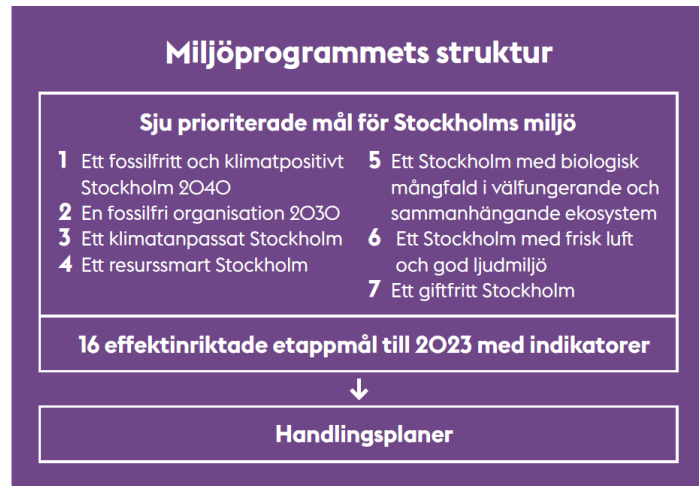 Miljöprogrammets struktur
Sju prioriterade mål för Stockholms miljö
1 Ett fossilfritt och klimatpositivt
Stockholm 2040
2 En fossilfri organisation 2030
3 Ett klimatanpassat Stockholm
4 Ett resurssmart Stockholm
5 Ett Stockholm med biologisk
mångfald i välfungerande och
sammanhängande ekosystem
6 Ett Stockholm med frisk luft
och god ljudmiljö
7 Ett giftfritt Stockholm
16 effektinriktade etappmål till 2023 med indikatorer
Handlingsplaner